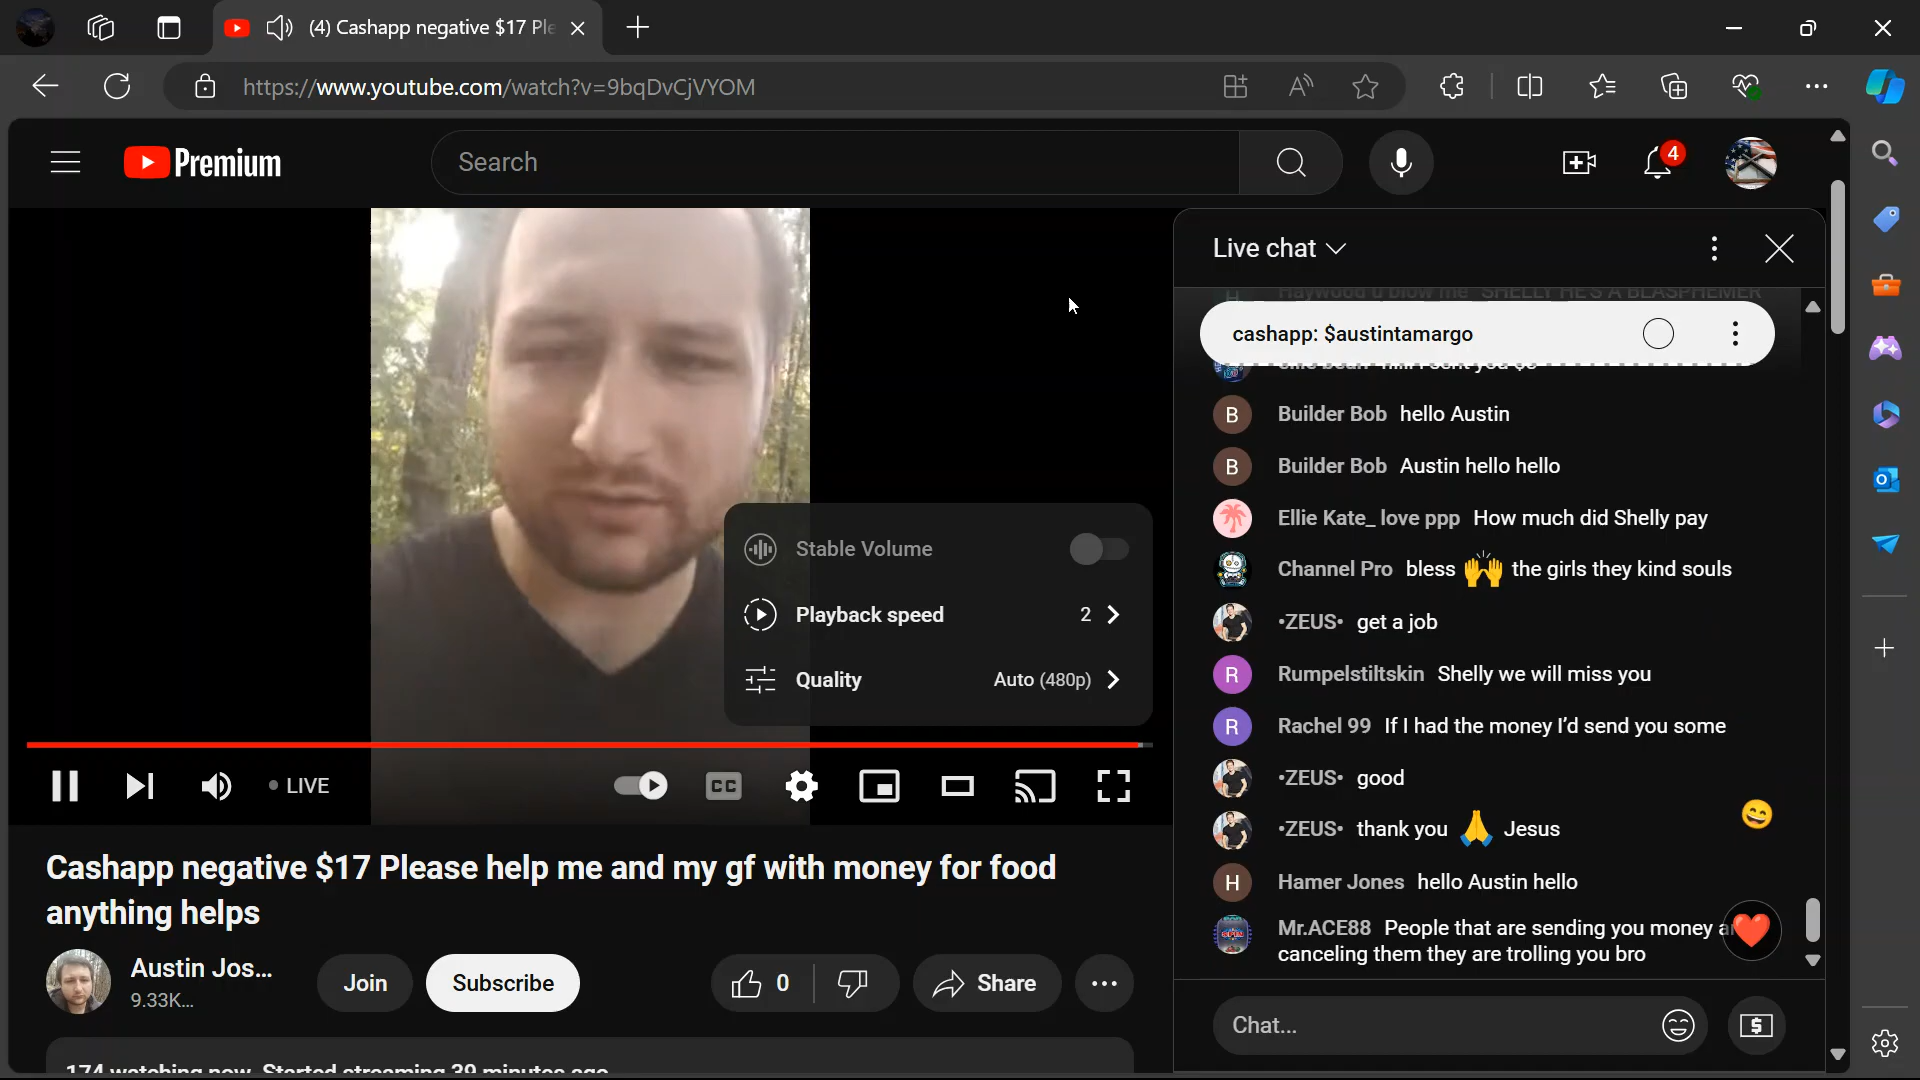 (4) Cashapp negative $17 Ple
https://www.youtube.com/watch?v=9bqDvCjVYOM
Premium
Search
4
Live chat
Haywood u blow me SHELLY HE'S A BLASPHEMER
cashapp: $austintamargo
B Builder Bob hello Austin
B Builder Bob Austin hello hello
Ellie Kate_ love ppp How much did Shelly pay
Channel Pro bless 🙌 the girls they kind souls
•ZEUS• get a job
R Rumpelstiltskin Shelly we will miss you
R Rachel 99 If I had the money I'd send you some
•ZEUS• good
•ZEUS• thank you 🙏 Jesus
H Hamer Jones hello Austin hello
Mr.ACE88 People that are sending you money a
canceling them they are trolling you bro
Chat...
Stable Volume
Playback speed 2
Quality Auto (480p)
LIVE
CC
Cashapp negative $17 Please help me and my gf with money for food
anything helps
Austin Jos...
9.33K...
Join
Subscribe
0
Share
174 watching now Started streaming 39 minutes ago